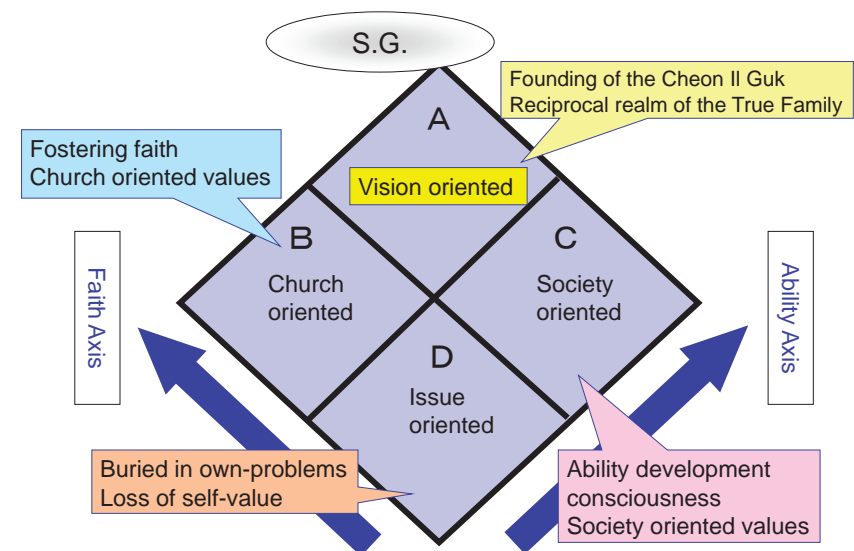 S.G.
Founding of the Cheon Il Guk
Reciprocal realm of the True Family
A
Fostering faith
Church oriented values
Vision oriented
B
Church
oriented
C
Society
oriented
Faith Axis
Ability Axis
D
Issue
oriented
Buried in own-problems
Loss of self-value
Ability development
consciousness
Society oriented values